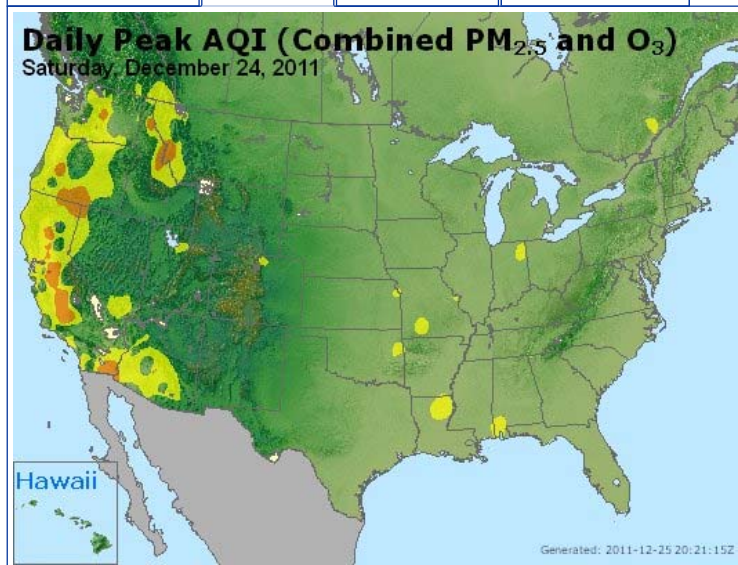 Daily Peak AQI (Combined PM₂.₅ and O₃)
Saturday, December 24, 2011
Hawaii
Generated: 2011-12-25 20:21:15Z